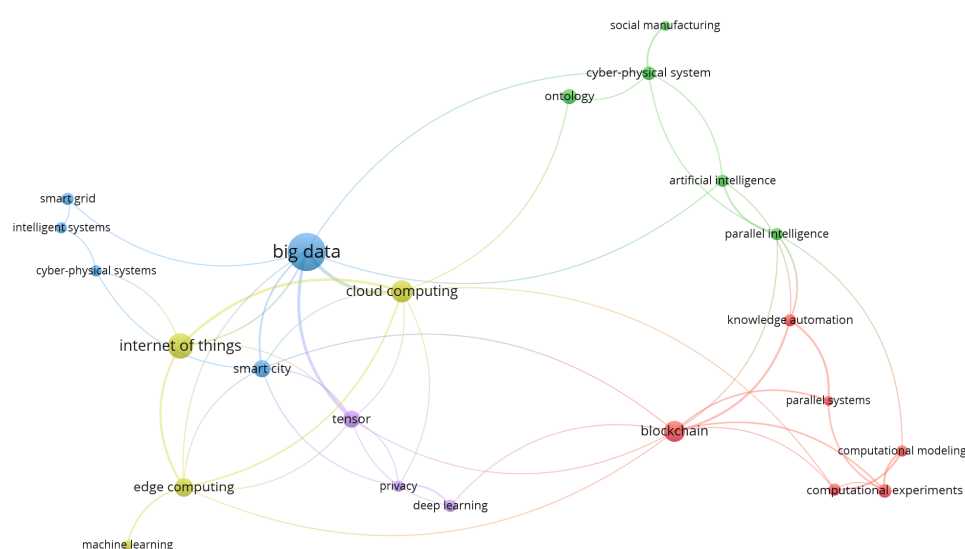 social manufacturing
cyber-physical system
ontology
artificial intelligence
smart grid
intelligent systems
parallel intelligence
big data
cyber-physical systems
cloud computing
knowledge automation
internet of things
smart city
parallel systems
tensor
blockchain
computational modeling
edge computing
privacy
computational experiments
deep learning
machine learning